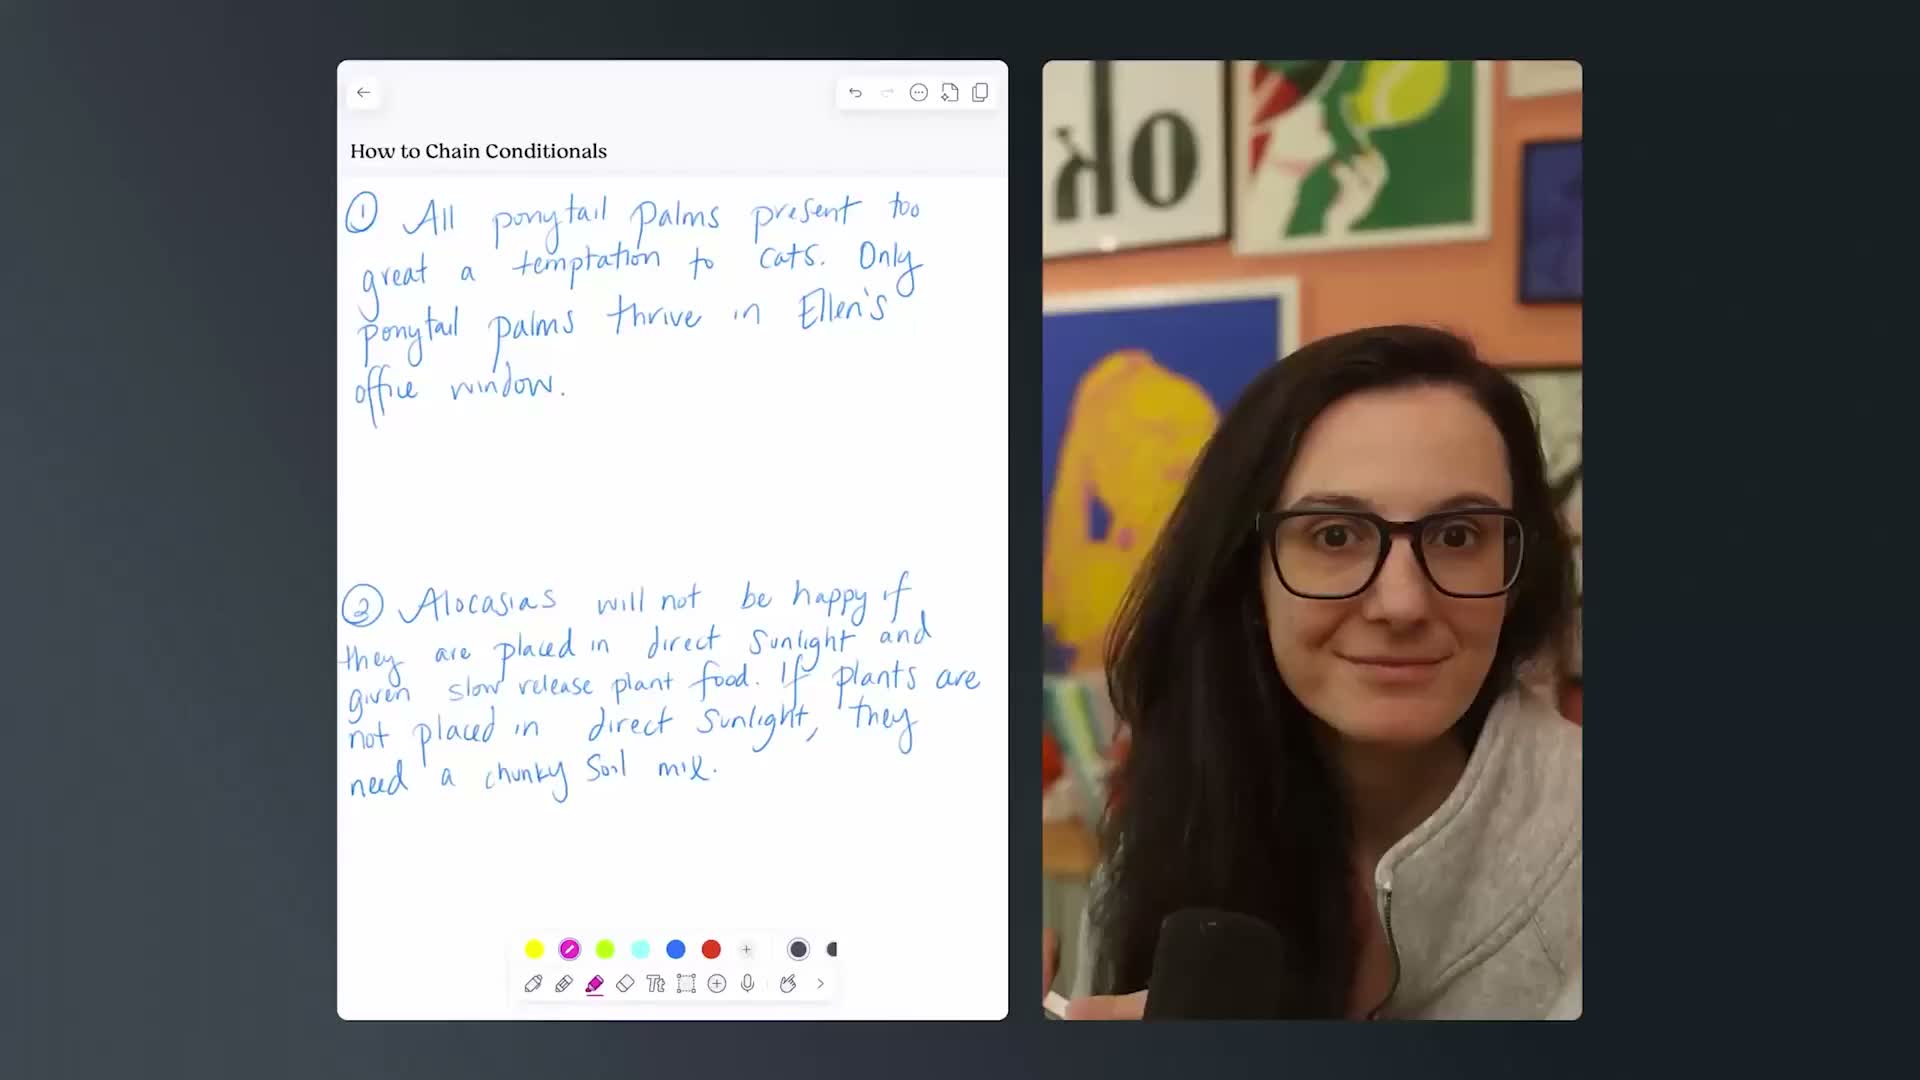 How to Chain Conditionals
① All ponytail palms present too
great a temptation to cats. Only
ponytail palms thrive in Ellen's
office window.
② Alocasias will not be happy if
they are placed in direct sunlight and
given slow release plant food. If plants are
not placed in direct sunlight, they
need a chunky soil mix.
Tt
ok